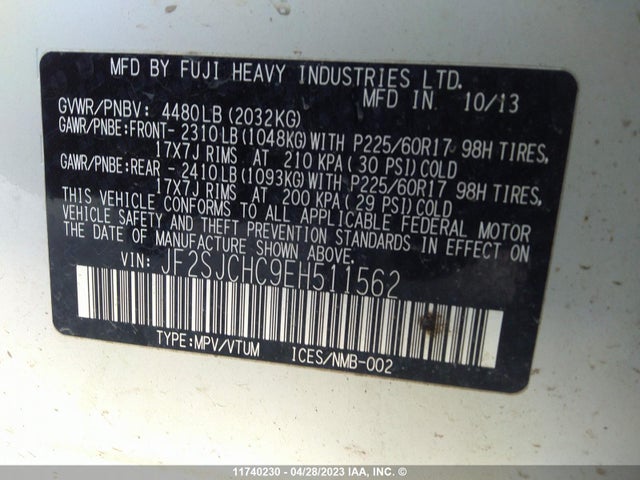 MFD BY FUJI HEAVY INDUSTRIES LTD.
MFD IN 10/13
GVWR/PNBV: 4480LB (2032KG)
GAWR/PNBE:FRONT- 2310LB (1048KG) WITH P225/60R17 98H TIRES,
17X7J RIMS AT 210 KPA ( 30 PSI) COLD
GAWR/PNBE:REAR - 2410LB (1093KG) WITH P225/60R17 98H TIRES,
17X7J RIMS AT 200 KPA ( 29 PSI) COLD
THIS VEHICLE CONFORMS TO ALL APPLICABLE FEDERAL MOTOR
VEHICLE SAFETY AND THEFT PREVENTION STANDARDS IN EFFECT ON
THE DATE OF MANUFACTURE SHOWN ABOVE.
VIN: JF2SJCHC9EH511562
TYPE:MPV/VTUM ICES/NMB-002
11740230 - 04/28/2023 IAA, Inc. ©